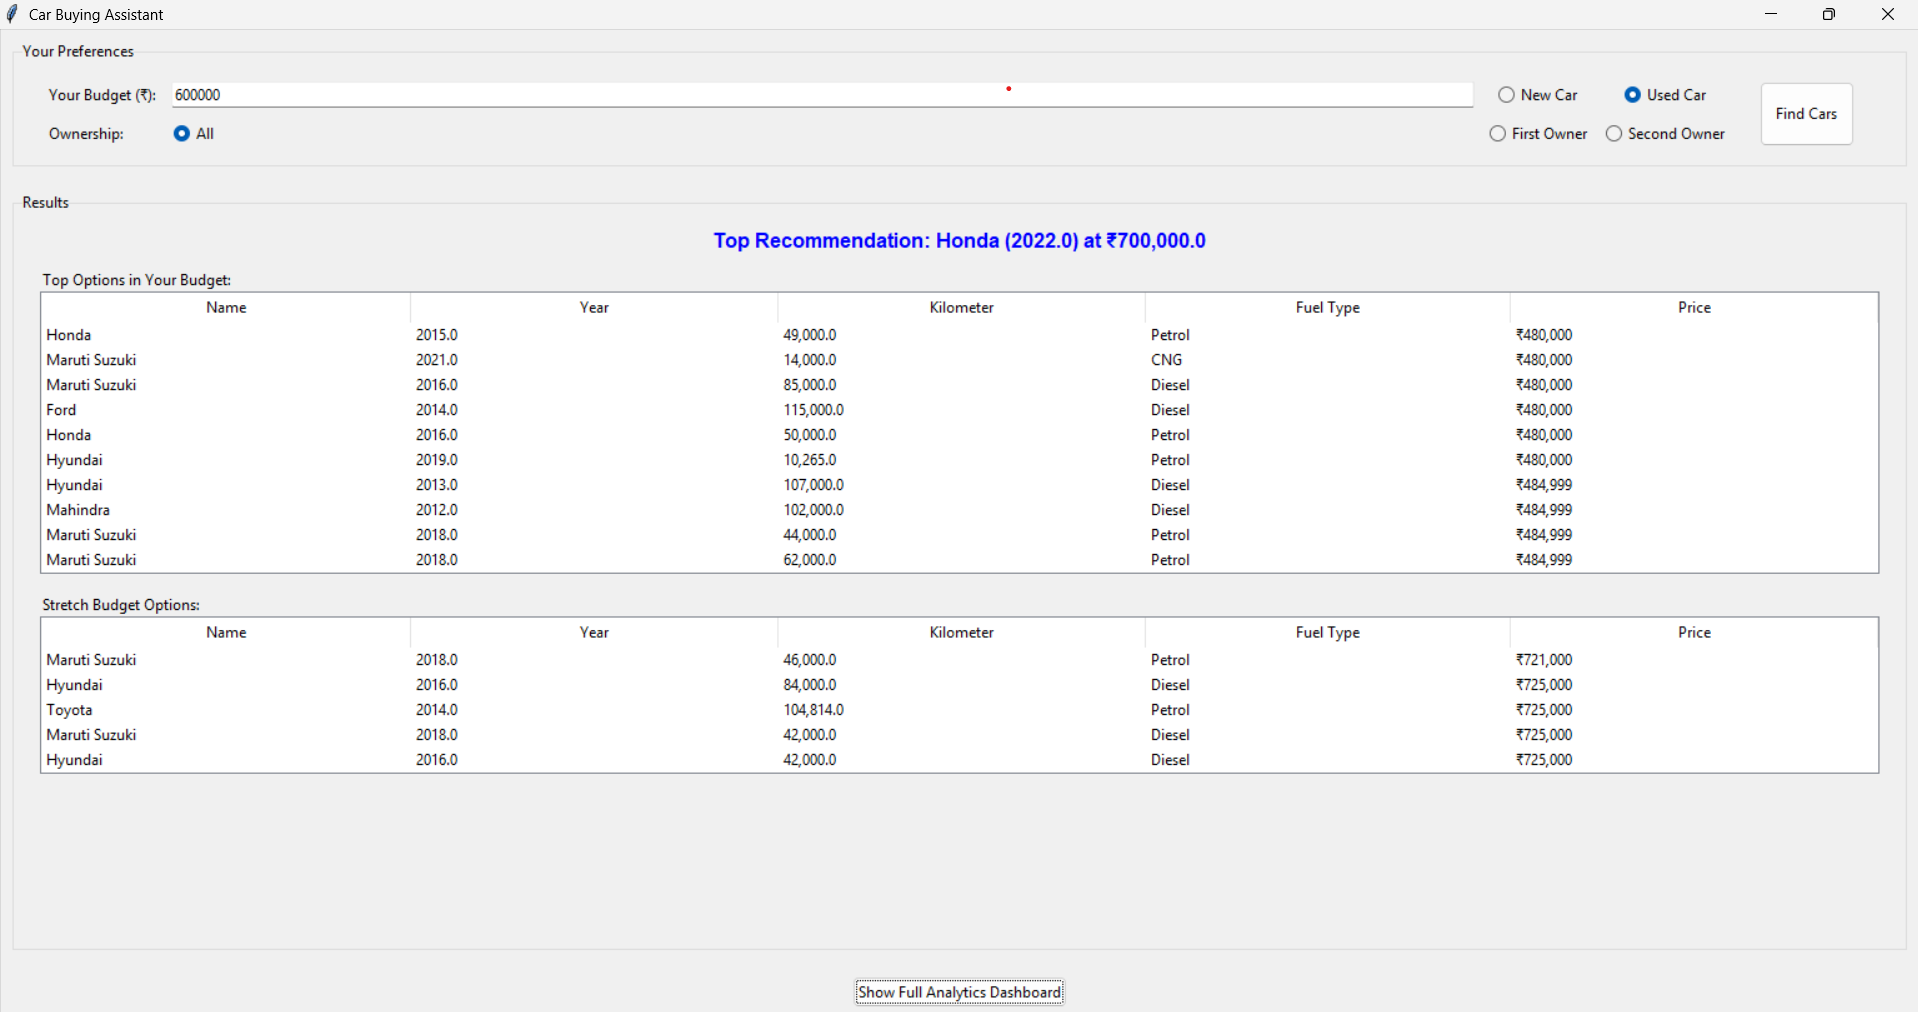 Car Buying Assistant
Your Preferences
Your Budget (₹): 600000 New Car Used Car Find Cars
Ownership: All First Owner Second Owner
Results
Top Recommendation: Honda (2022.0) at ₹700,000.0
Top Options in Your Budget:
Name Year Kilometer Fuel Type Price
Honda 2015.0 49,000.0 Petrol ₹480,000
Maruti Suzuki 2021.0 14,000.0 CNG ₹480,000
Maruti Suzuki 2016.0 85,000.0 Diesel ₹480,000
Ford 2014.0 115,000.0 Diesel ₹480,000
Honda 2016.0 50,000.0 Petrol ₹480,000
Hyundai 2019.0 10,265.0 Petrol ₹480,000
Hyundai 2013.0 107,000.0 Diesel ₹484,999
Mahindra 2012.0 102,000.0 Diesel ₹484,999
Maruti Suzuki 2018.0 44,000.0 Petrol ₹484,999
Maruti Suzuki 2018.0 62,000.0 Petrol ₹484,999
Stretch Budget Options:
Name Year Kilometer Fuel Type Price
Maruti Suzuki 2018.0 46,000.0 Petrol ₹721,000
Hyundai 2016.0 84,000.0 Diesel ₹725,000
Toyota 2014.0 104,814.0 Petrol ₹725,000
Maruti Suzuki 2018.0 42,000.0 Diesel ₹725,000
Hyundai 2016.0 42,000.0 Diesel ₹725,000
Show Full Analytics Dashboard